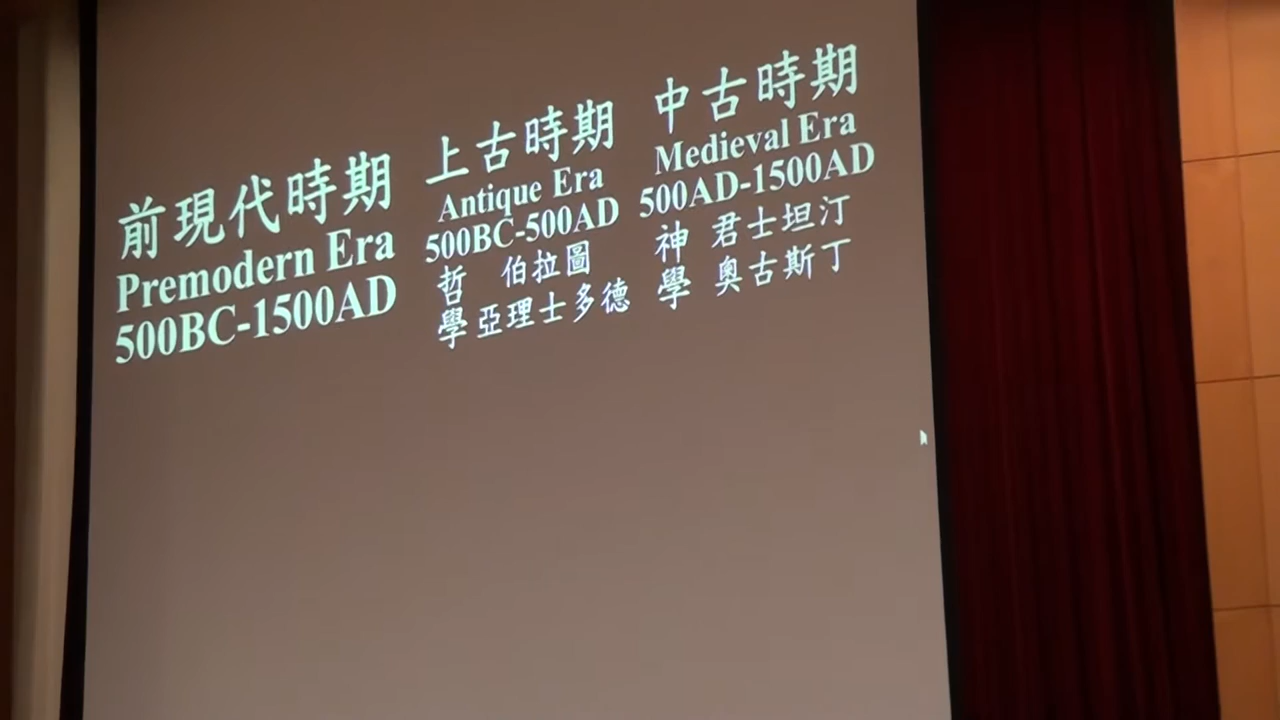 前現代時期
Premodern Era
500BC-1500AD
上古時期
Antique Era
500BC-500AD
哲 伯拉圖
學 亞理士多德
中古時期
Medieval Era
500AD-1500AD
神 君士坦汀
學 奧古斯丁